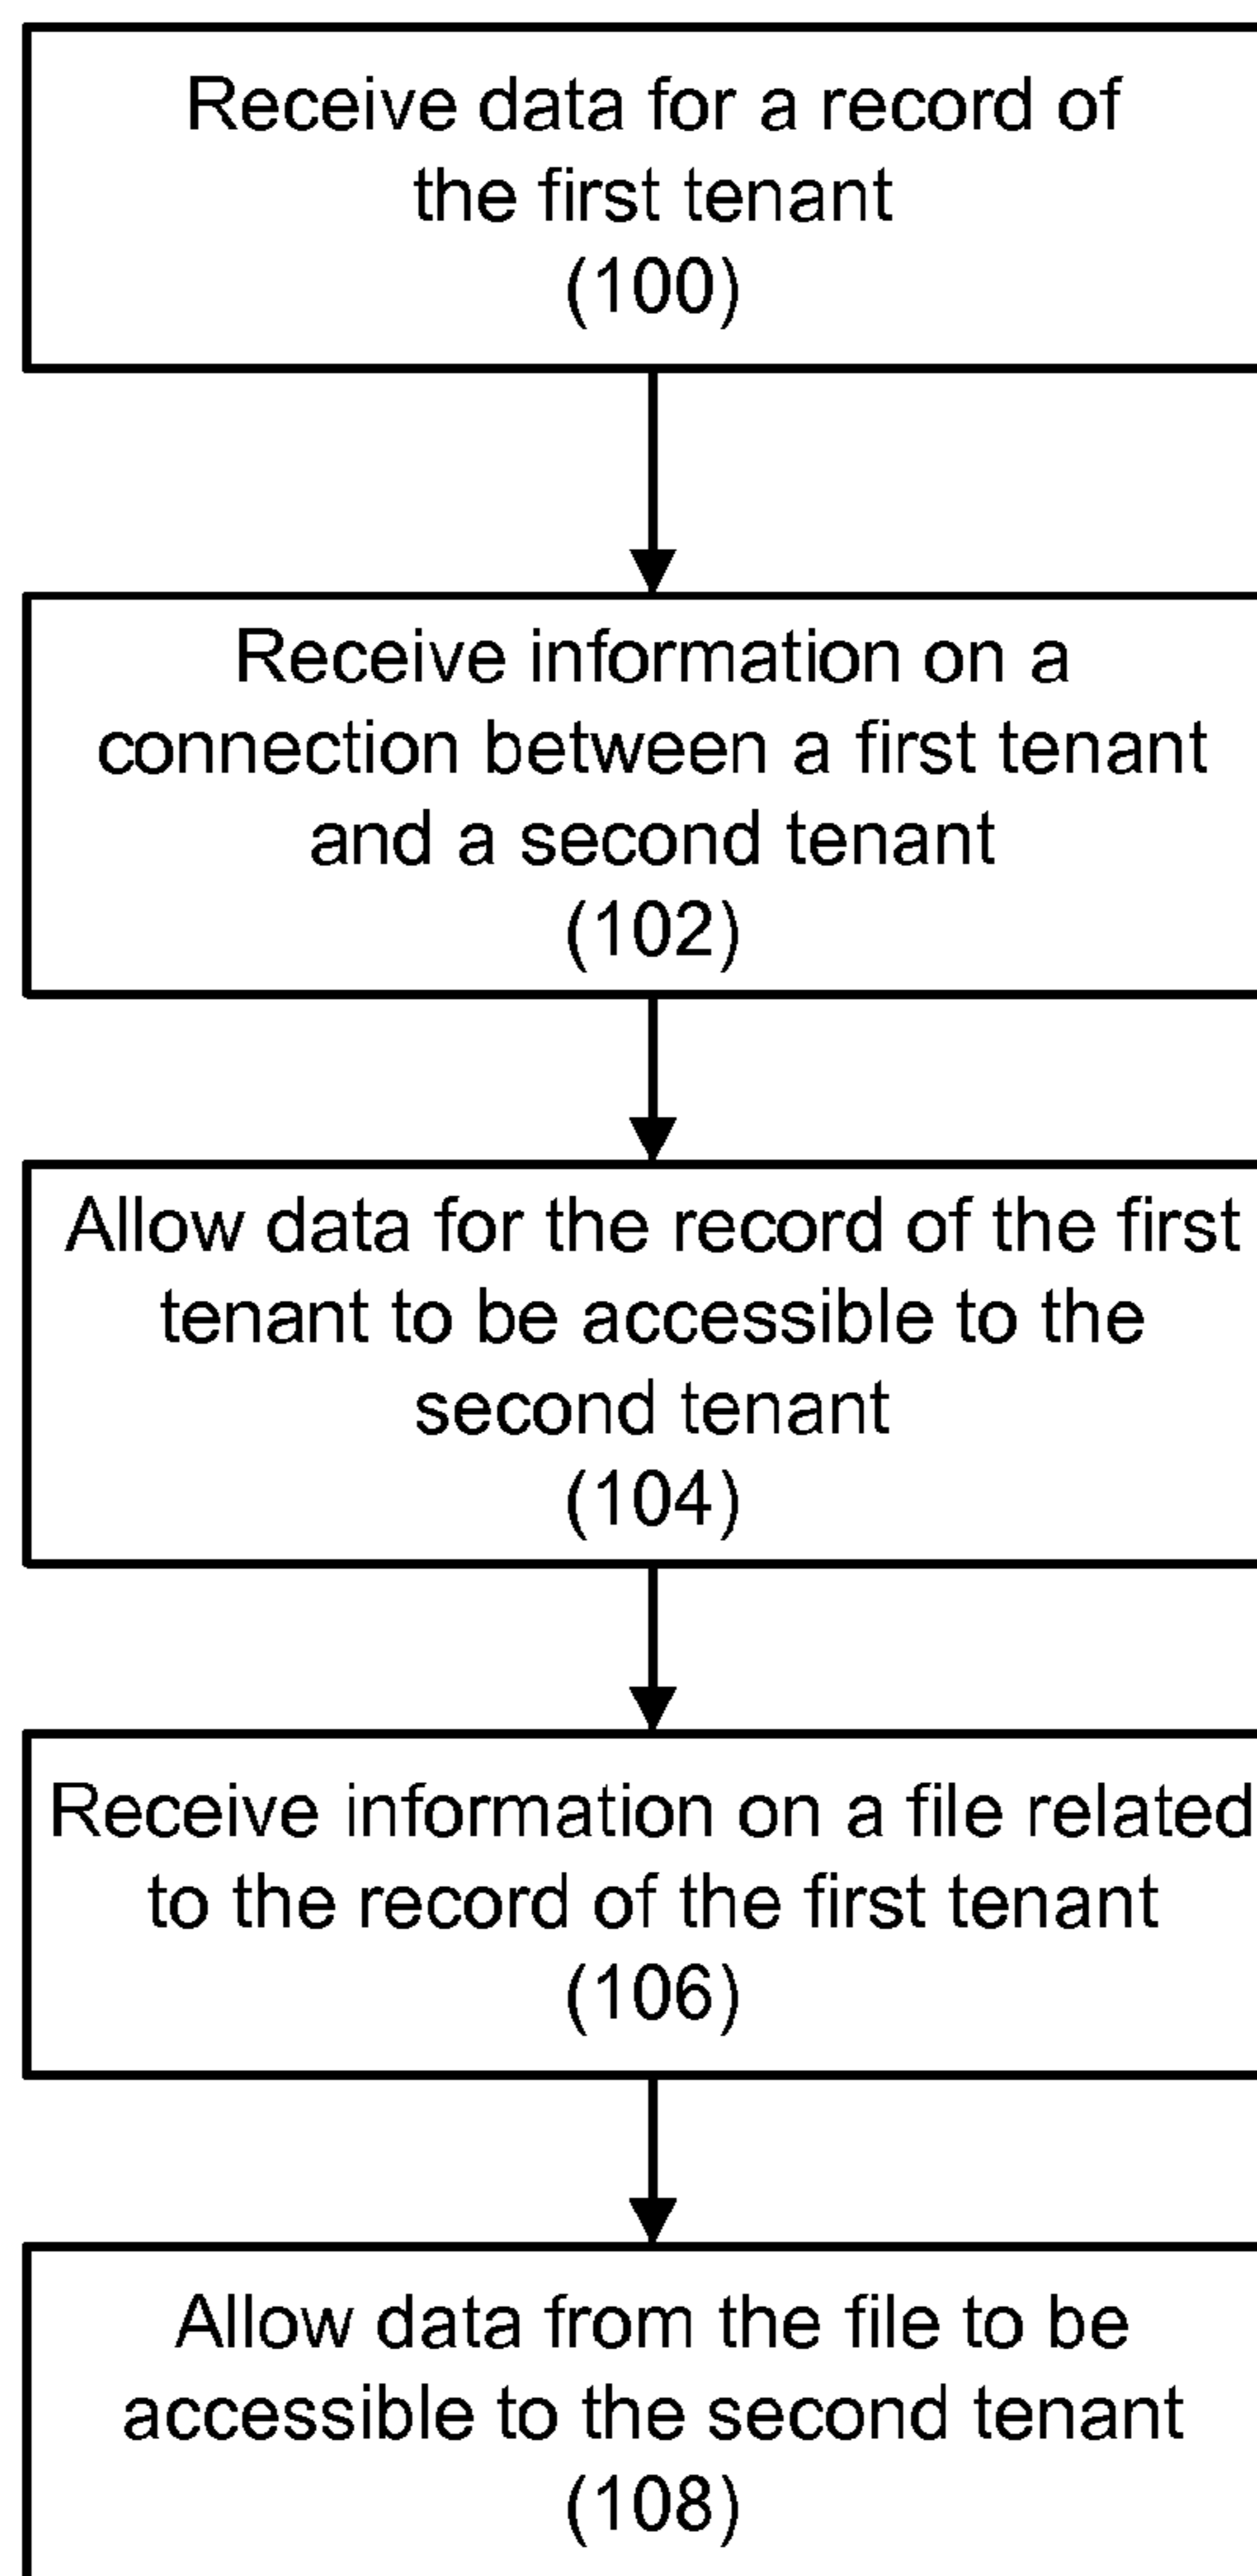 Receive data for a record of
the first tenant
(100)
Receive information on a
connection between a first tenant
and a second tenant
(102)
Allow data for the record of the first
tenant to be accessible to the
second tenant
(104)
Receive information on a file related
to the record of the first tenant
(106)
Allow data from the file to be
accessible to the second tenant
(108)